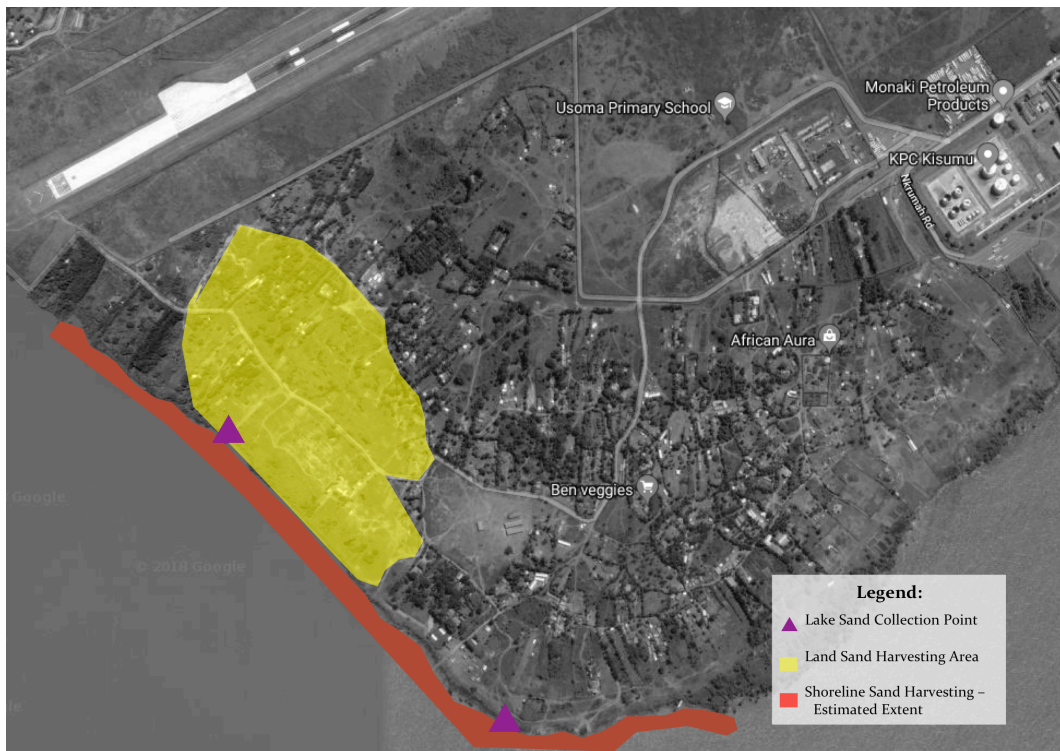 Monaki Petroleum
Products
Usoma Primary School
KPC Kisumu
Nkrumah Rd
African Aura
Ben veggies
Google
© 2018 Google
Legend:
Lake Sand Collection Point
Land Sand Harvesting Area
Shoreline Sand Harvesting –
Estimated Extent